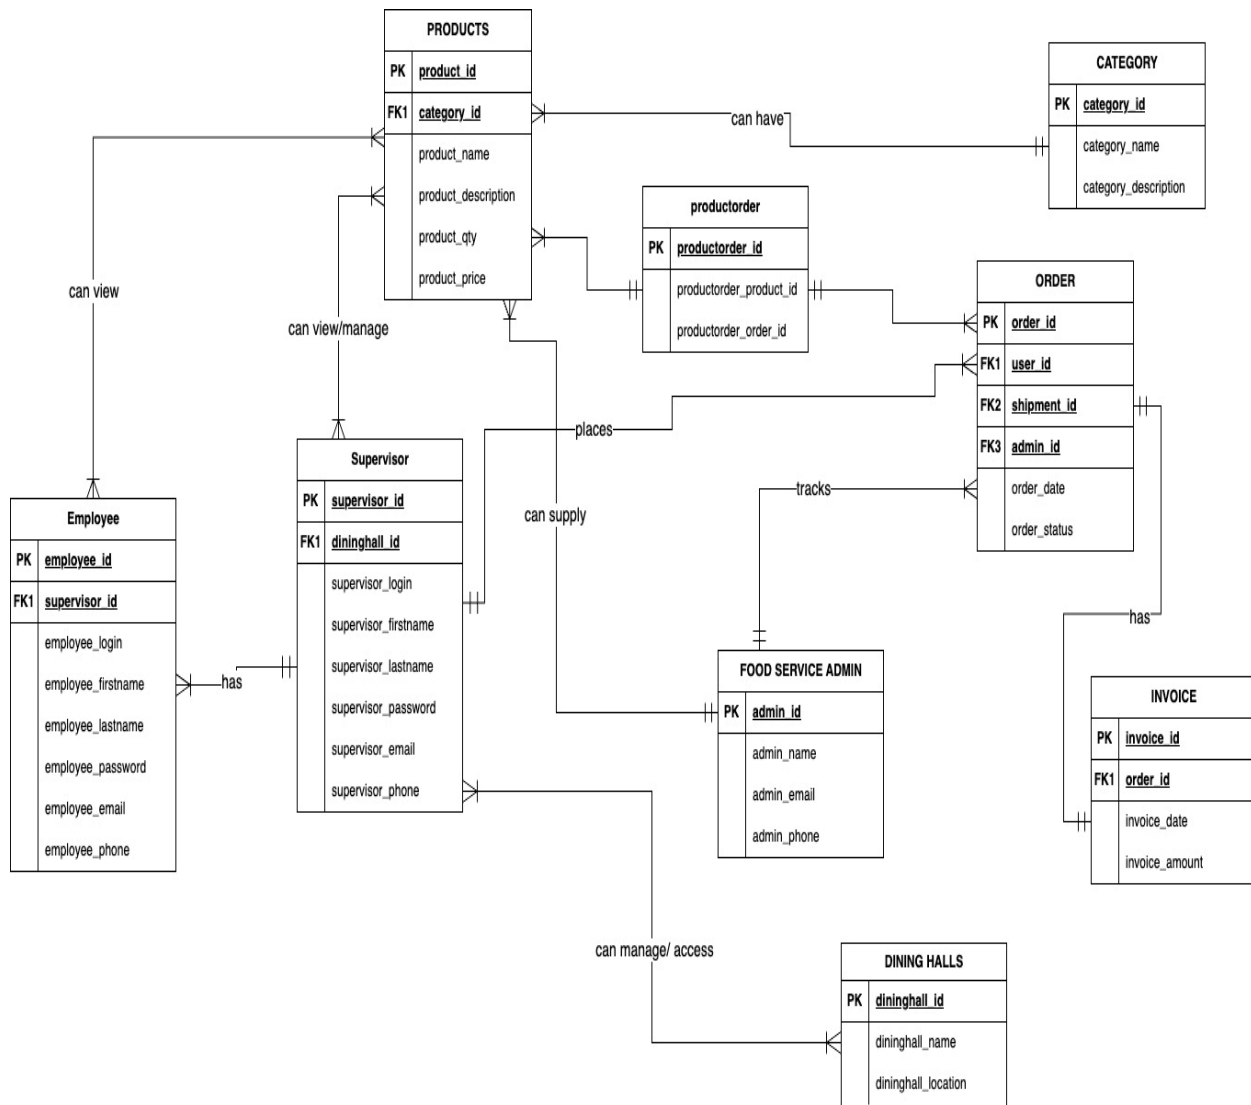 PRODUCTS
PK product_id
FK1 category_id
product_name
product_description
product_qty
product_price
CATEGORY
PK category_id
category_name
category_description
can have
productorder
PK productorder_id
productorder_product_id
productorder_order_id
ORDER
PK order_id
FK1 user_id
FK2 shipment_id
FK3 admin_id
order_date
order_status
can view
can view/manage
places
tracks
can supply
has
Supervisor
PK supervisor_id
FK1 dininghall_id
supervisor_login
supervisor_firstname
supervisor_lastname
supervisor_password
supervisor_email
supervisor_phone
Employee
PK employee_id
FK1 supervisor_id
employee_login
employee_firstname
employee_lastname
employee_password
employee_email
employee_phone
has
FOOD SERVICE ADMIN
PK admin_id
admin_name
admin_email
admin_phone
INVOICE
PK invoice_id
FK1 order_id
invoice_date
invoice_amount
can manage/ access
DINING HALLS
PK dininghall_id
dininghall_name
dininghall_location